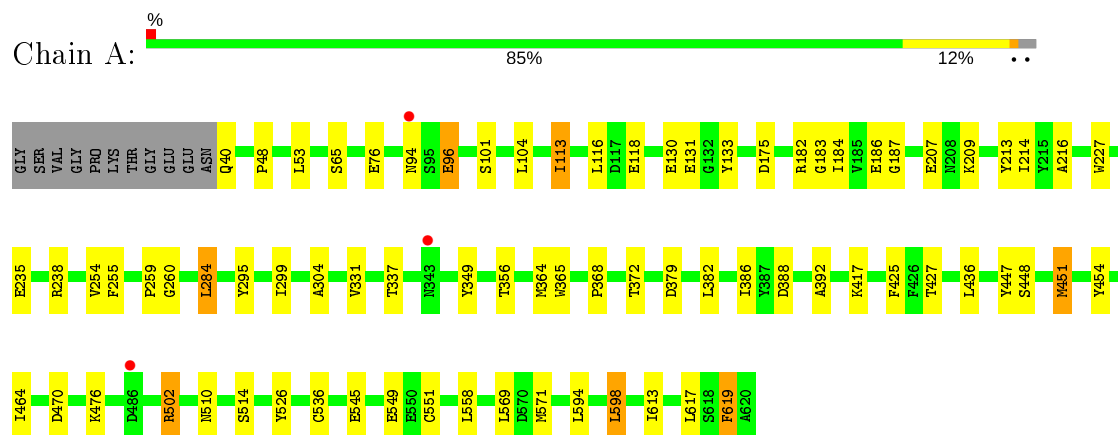 %
Chain A:
85% 12% • •
GLY SER VAL GLY PRO LYS THR GLY GLU GLU ASN Q40 P48 L53 S65 E76 N94 S95 E96 S101 L104 I113 L116 D117 E118 E130 E131 G132 Y133 D175 R182 G183 I184 V185 E186 G187 E207 N208 K209 Y213 I214 Y215 A216 W227
E235 R238 V254 F255 P259 G260 L284 Y295 I299 A304 V331 T337 N343 Y349 T356 M364 W365 P368 T372 D379 L382 I386 Y387 D388 A392 K417 F425 F426 T427 L436 Y447 S448 M451 Y454
I464 D470 K476 D486 R502 N510 S514 Y526 C536 E545 E549 E550 C551 L558 L569 D570 M571 L594 L598 I613 L617 S618 F619 A620